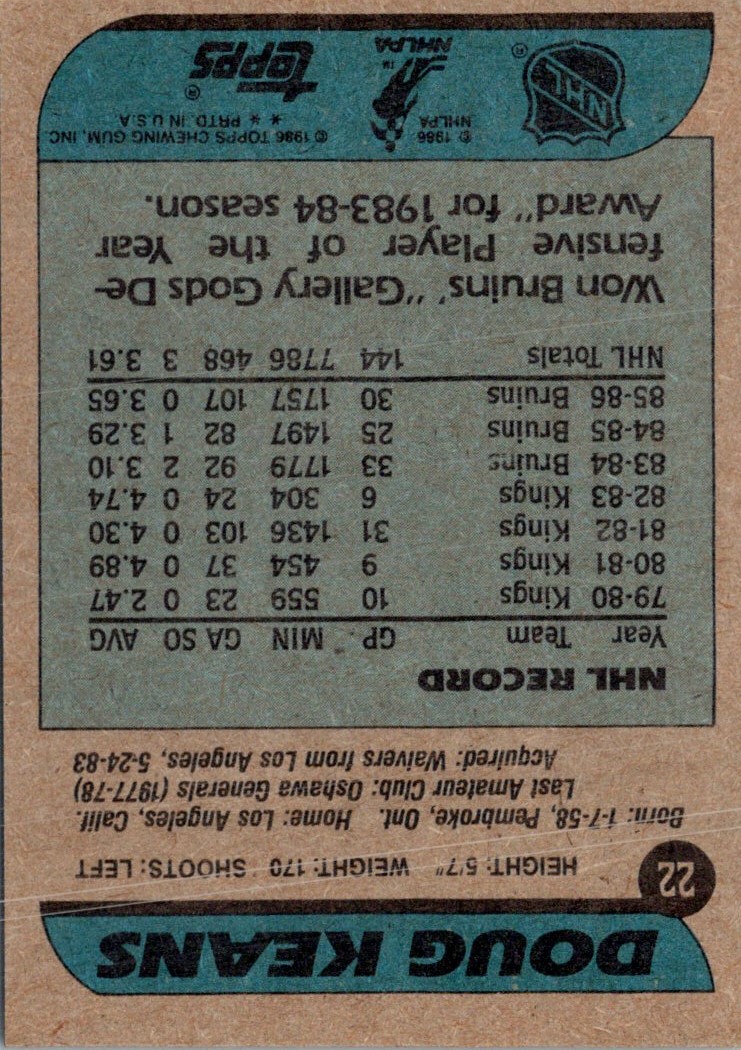 DOUG KEANS
22
HEIGHT: 5'7" WEIGHT: 170 SHOOTS: LEFT
Born: 1-7-58, Pembroke, Ont. Home: Los Angeles, Calif.
Last Amateur Club: Oshawa Generals (1977-78)
Acquired: Waivers from Los Angeles, 5-24-83
NHL RECORD
Year Team GP MIN GA SO AVG
79-80 Kings 10 559 23 0 2.47
80-81 Kings 9 454 37 0 4.89
81-82 Kings 31 1436 103 0 4.30
82-83 Kings 6 304 24 0 4.74
83-84 Bruins 33 1779 92 2 3.10
84-85 Bruins 25 1497 82 1 3.29
85-86 Bruins 30 1757 107 0 3.65
NHL Totals 144 7786 468 3 3.61
Won Bruins' "Gallery Gods De-
fensive Player of the Year
Award" for 1983-84 season.
NHL ®
© 1986
NHLPA
™
NHLPA
© 1986 TOPPS CHEWING GUM, INC.
** PRTD. IN U.S.A.
Topps ®